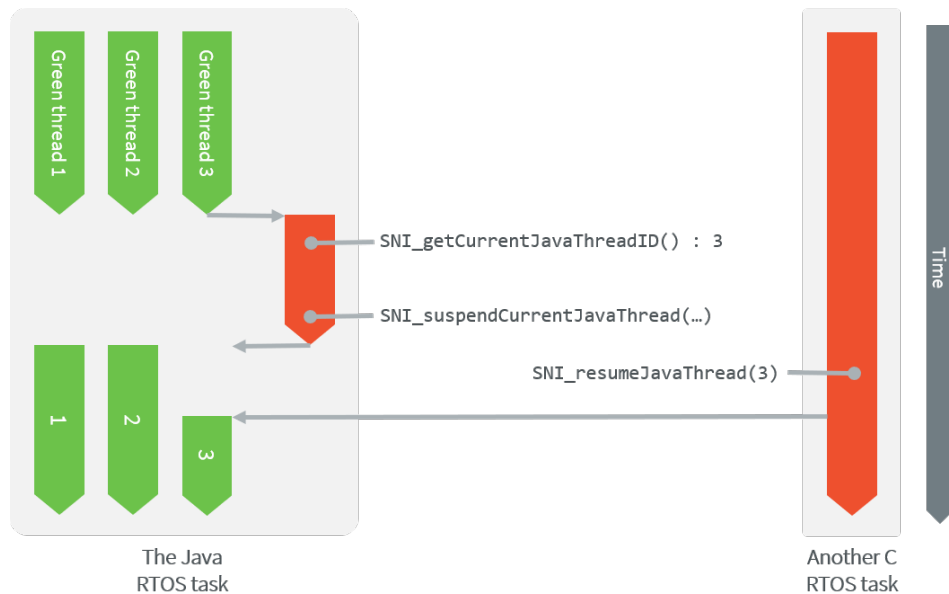 Green thread 1
Green thread 2
Green thread 3
SNI_getCurrentJavaThreadID() : 3
SNI_suspendCurrentJavaThread(…)
SNI_resumeJavaThread(3)
1
2
3
Time
The Java
RTOS task
Another C
RTOS task